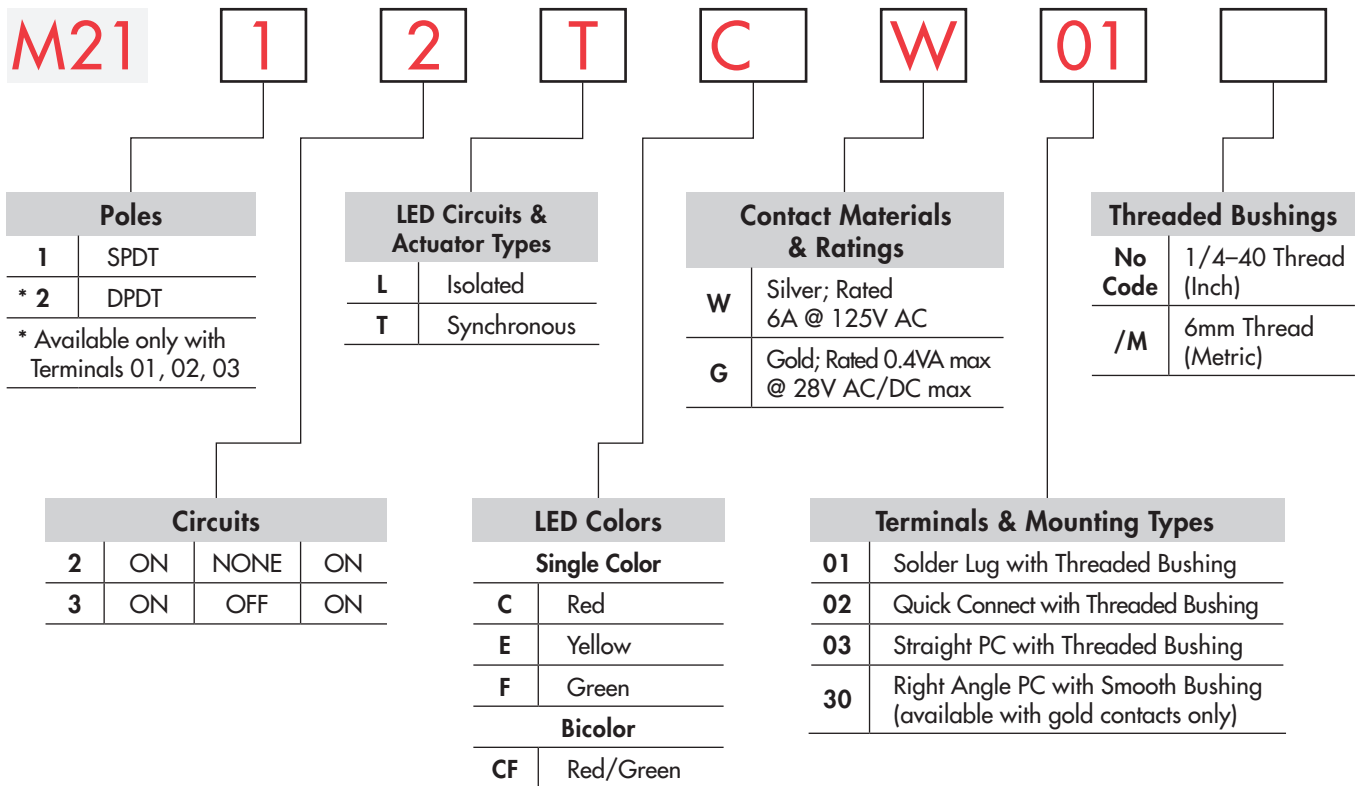 M21 1 2 T C W 01
Poles
1 SPDT
* 2 DPDT
* Available only with
Terminals 01, 02, 03
LED Circuits &
Actuator Types
L Isolated
T Synchronous
Contact Materials
& Ratings
W Silver; Rated
6A @ 125V AC
G Gold; Rated 0.4VA max
@ 28V AC/DC max
Threaded Bushings
No
Code
1/4–40 Thread
(Inch)
/M 6mm Thread
(Metric)
Circuits
2 ON NONE ON
3 ON OFF ON
LED Colors
Single Color
C Red
E Yellow
F Green
Bicolor
CF Red/Green
Terminals & Mounting Types
01 Solder Lug with Threaded Bushing
02 Quick Connect with Threaded Bushing
03 Straight PC with Threaded Bushing
30 Right Angle PC with Smooth Bushing
(available with gold contacts only)